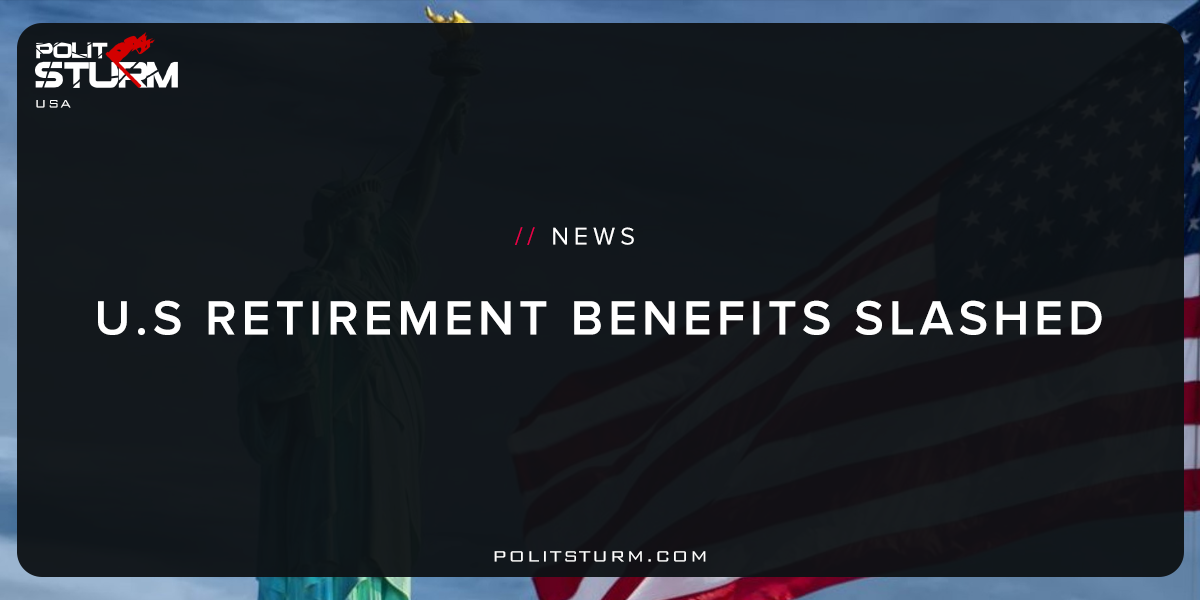 POLIT
STURM
USA
// NEWS
U.S RETIREMENT BENEFITS SLASHED
POLITSTURM.COM